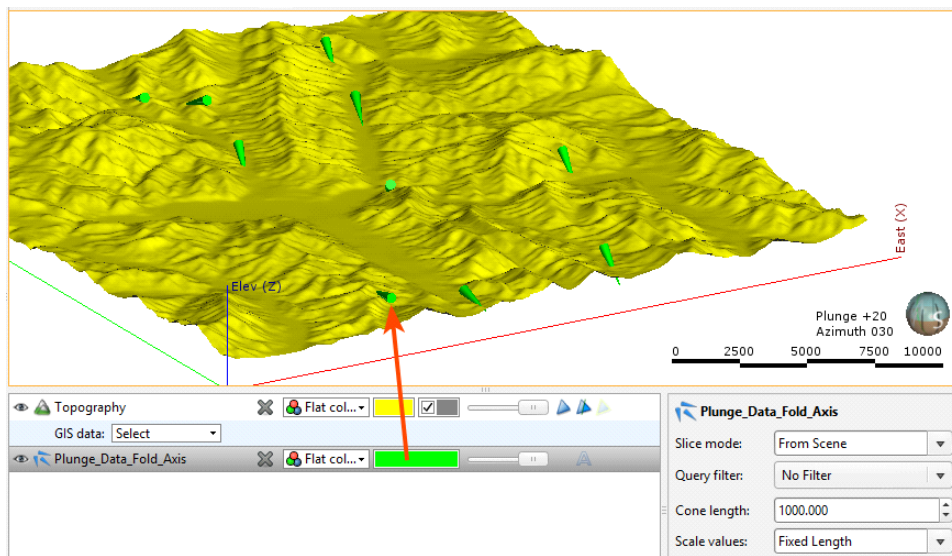 East (X)
Elev (Z)
Plunge +20
Azimuth 030
0 2500 5000 7500 10000
S
Topography
Flat col...
GIS data: Select
Plunge_Data_Fold_Axis
Flat col...
Plunge_Data_Fold_Axis
Slice mode: From Scene
Query filter: No Filter
Cone length: 1000.000
Scale values: Fixed Length